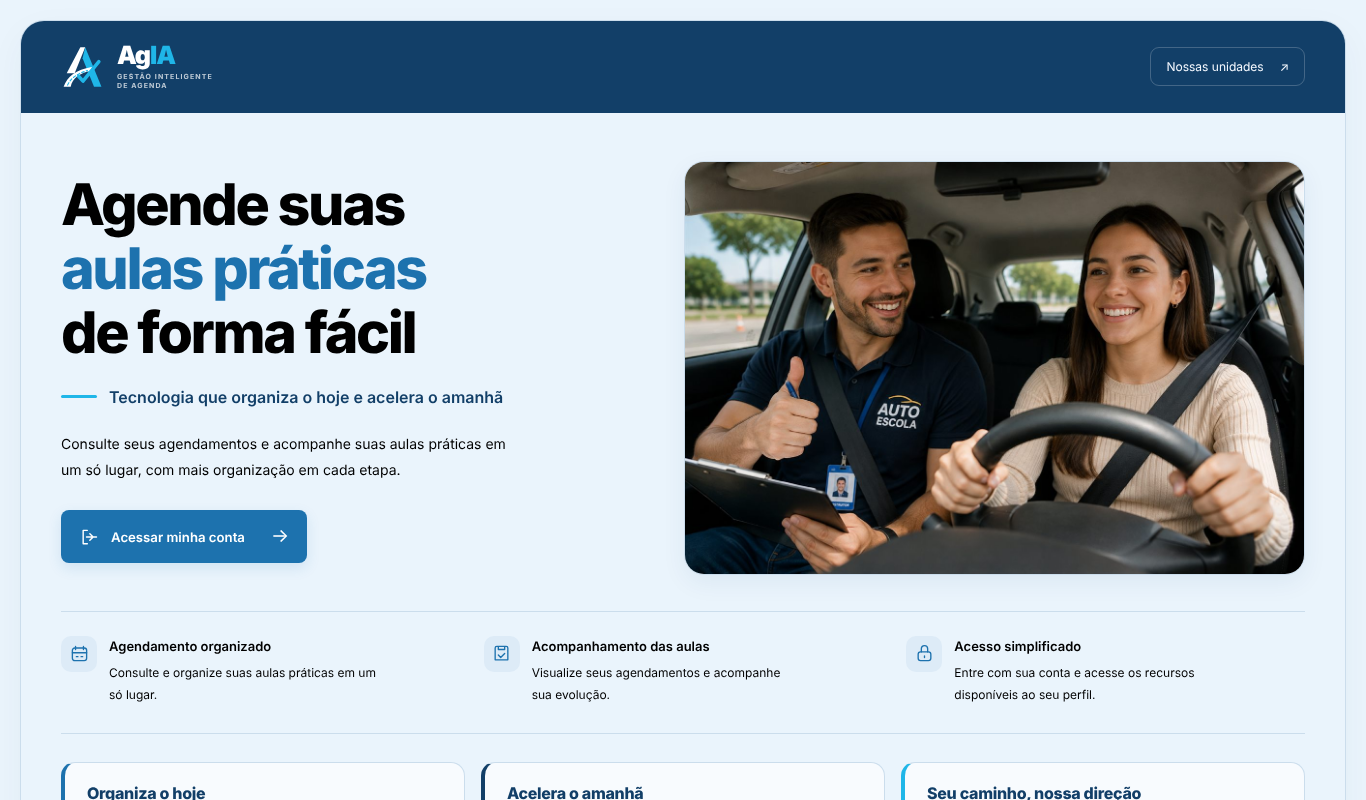 AgIA
GESTÃO INTELIGENTE
DE AGENDA
Nossas unidades
Agende suas
aulas práticas
de forma fácil
Tecnologia que organiza o hoje e acelera o amanhã
Consulte seus agendamentos e acompanhe suas aulas práticas em
um só lugar, com mais organização em cada etapa.
Acessar minha conta
AUTO
ESCOLA
Agendamento organizado
Consulte e organize suas aulas práticas em um
só lugar.
Acompanhamento das aulas
Visualize seus agendamentos e acompanhe
sua evolução.
Acesso simplificado
Entre com sua conta e acesse os recursos
disponíveis ao seu perfil.
Organiza o hoje
Acelera o amanhã
Seu caminho, nossa direção